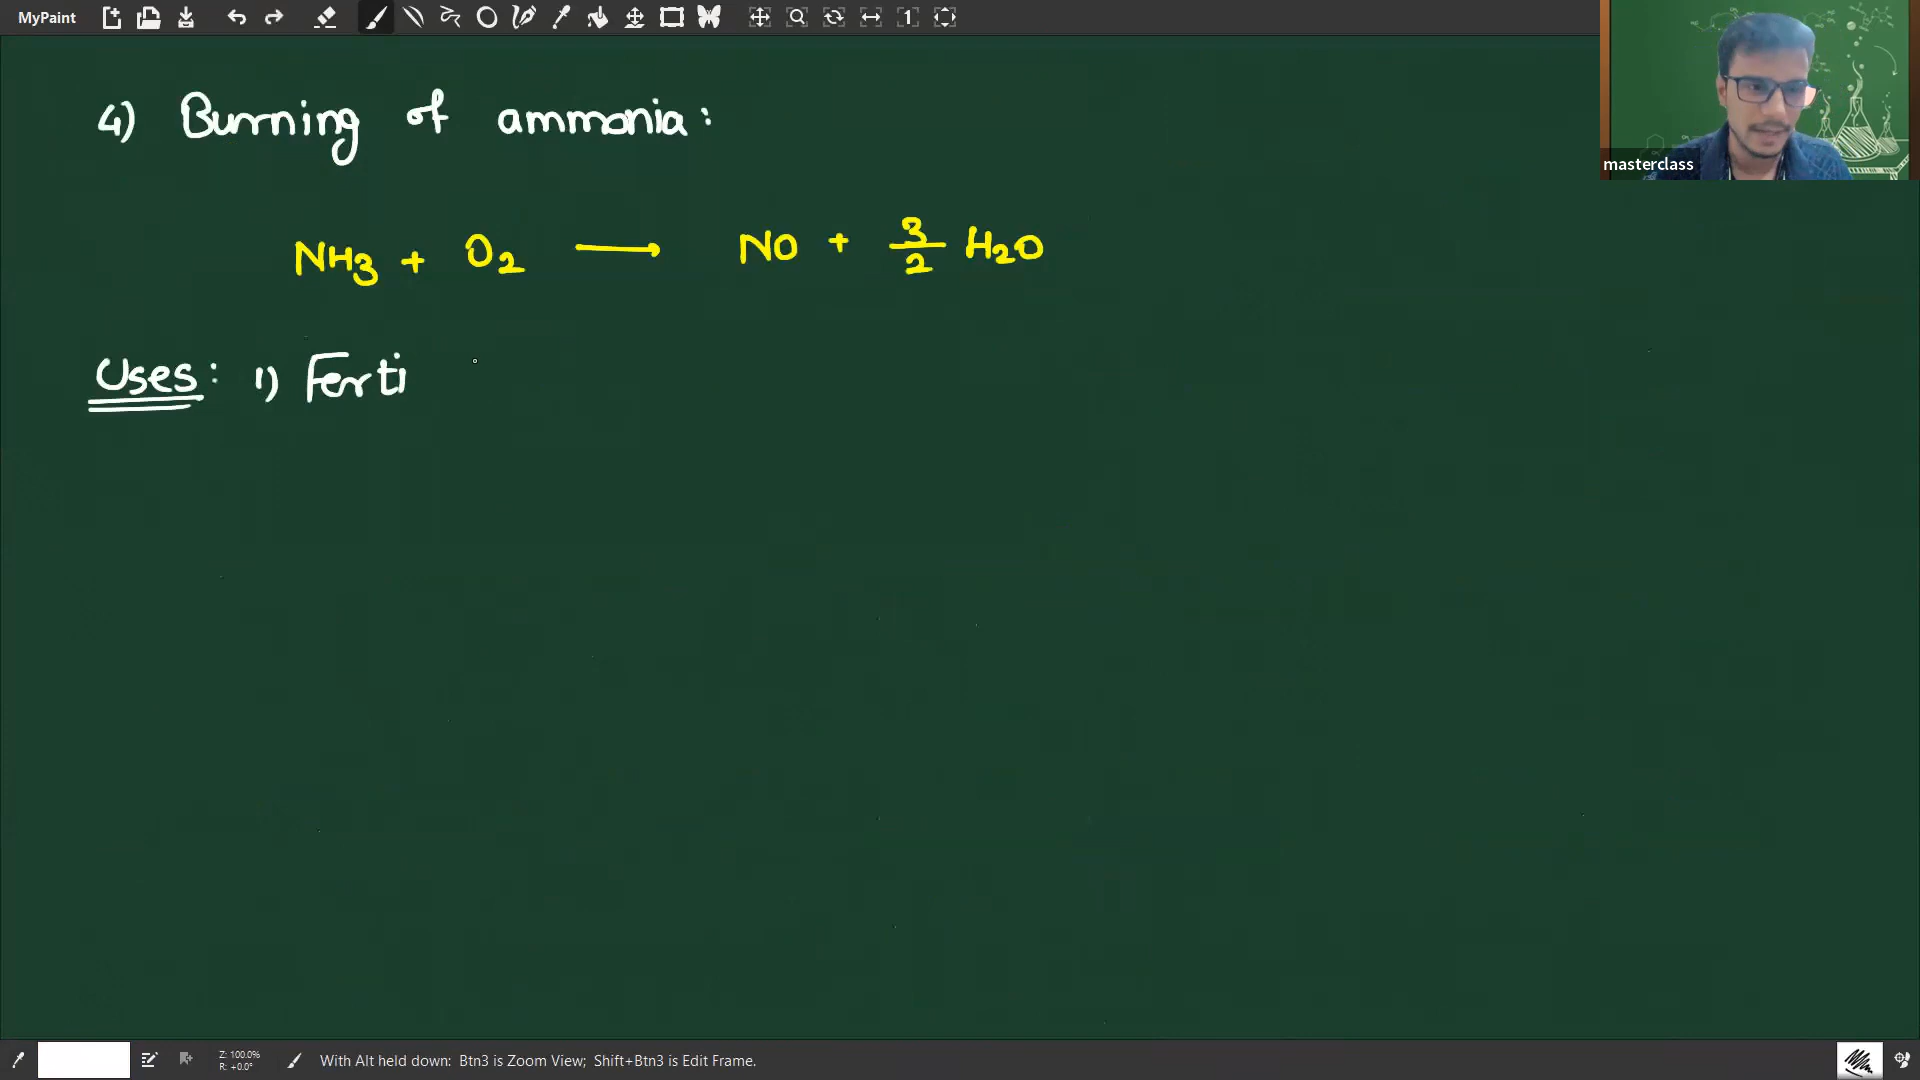 MyPaint
masterclass
4) Burning of ammonia:
NH3 + O2 ⟶ NO + 3/2 H2O
Uses: 1) Ferti
Z: 100.0%
R: +0.0°
With Alt held down: Btn3 is Zoom View; Shift+Btn3 is Edit Frame.